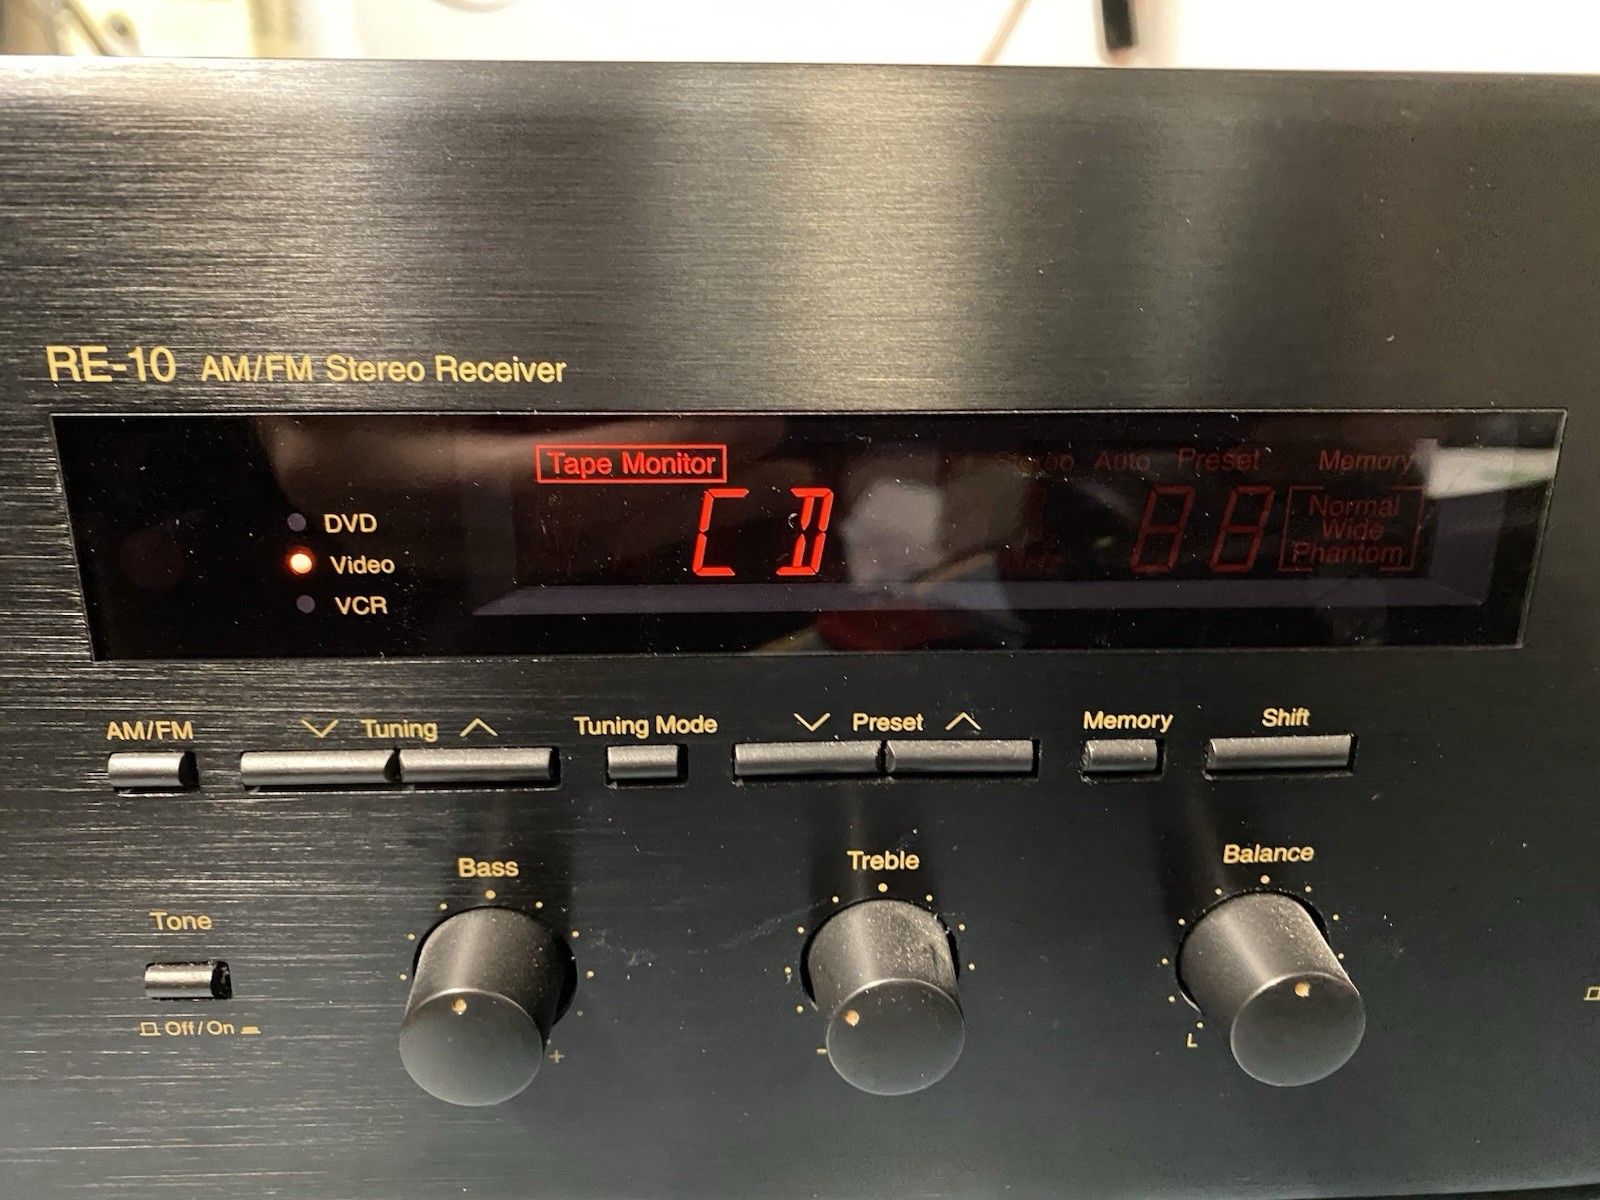 RE-10 AM/FM Stereo Receiver
Tape Monitor
Stereo Auto Preset Memory
DVD
Video
VCR
CD
88
Normal
Wide
Phantom
AM/FM
Tuning
Tuning Mode
Preset
Memory
Shift
Bass
Treble
Balance
Tone
Off/On
+
-
L